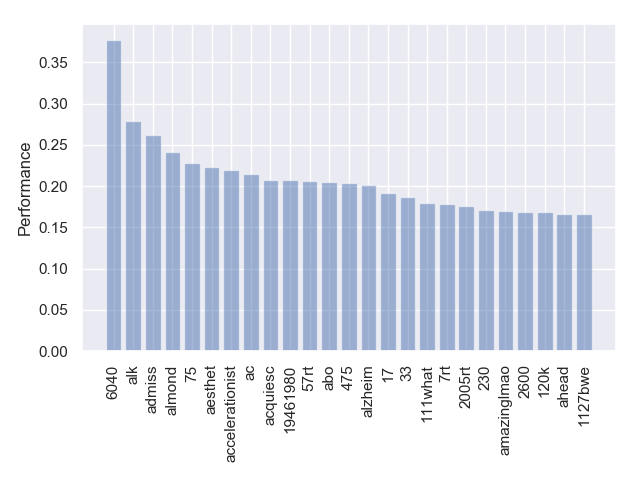 0.35
0.30
0.25
0.20
0.15
0.10
0.05
0.00
Performance
6040
alk
admiss
almond
75
aesthet
accelerationist
ac
acquiesc
19461980
57rt
abo
475
alzheim
17
33
111what
7rt
2005rt
230
amazinglmao
2600
120k
ahead
1127bwe